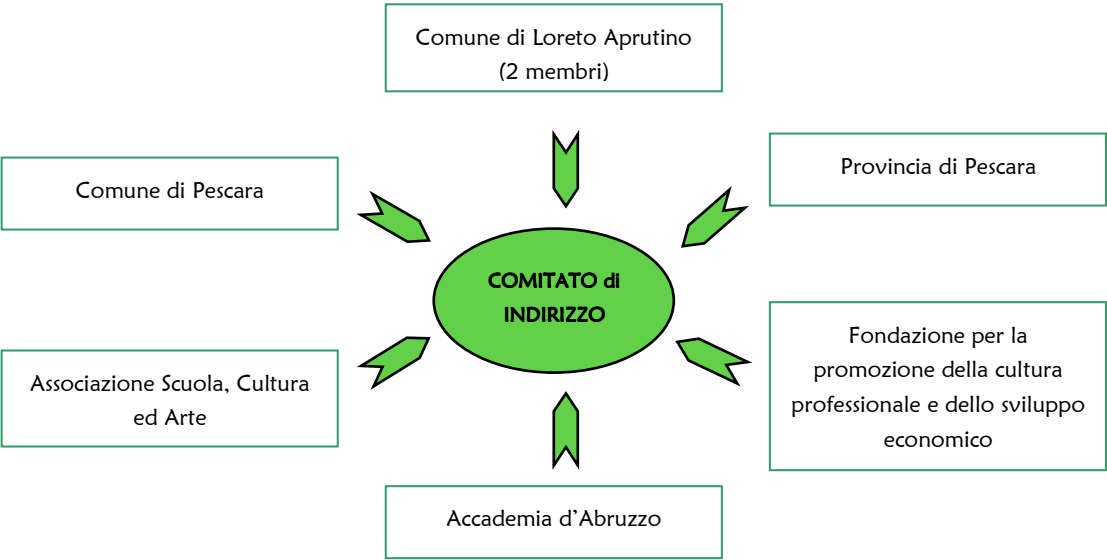 Comune di Loreto Aprutino
(2 membri)
Provincia di Pescara
Comune di Pescara
COMITATO di
INDIRIZZO
Fondazione per la
promozione della cultura
professionale e dello sviluppo
economico
Associazione Scuola, Cultura
ed Arte
Accademia d’Abruzzo